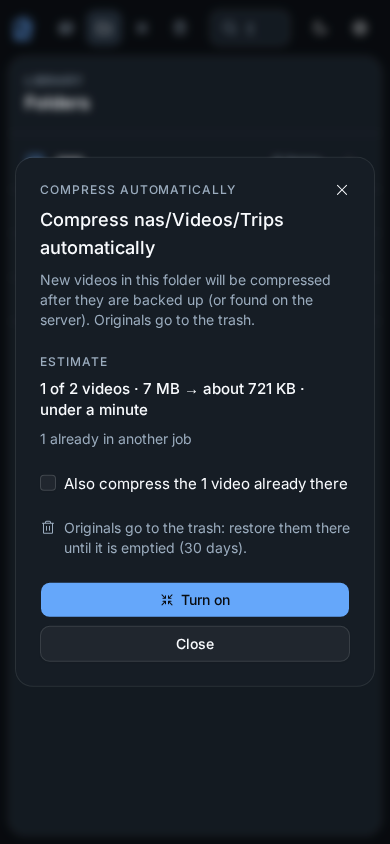 LIBRARY
Folders
COMPRESS AUTOMATICALLY
Compress nas/Videos/Trips
automatically
New videos in this folder will be compressed
after they are backed up (or found on the
server). Originals go to the trash.
ESTIMATE
1 of 2 videos · 7 MB → about 721 KB ·
under a minute
1 already in another job
Also compress the 1 video already there
Originals go to the trash: restore them there
until it is emptied (30 days).
Turn on
Close